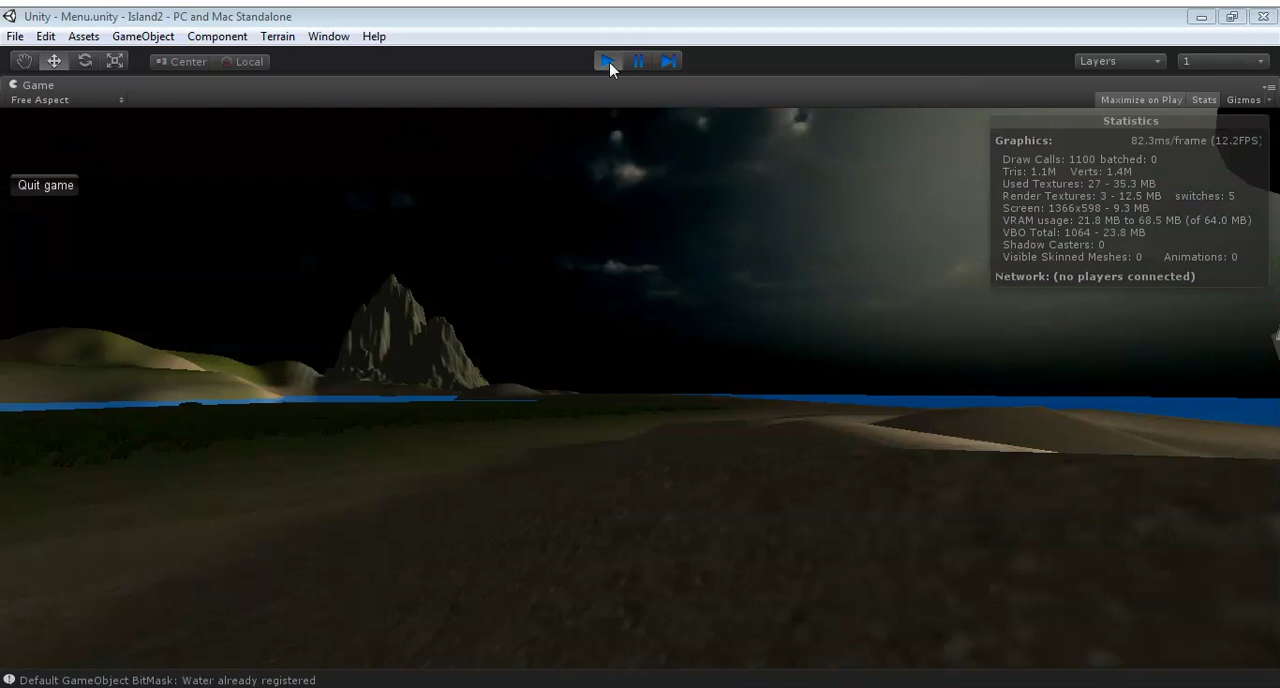 Unity - Menu.unity - Island2 - PC and Mac Standalone
File Edit Assets GameObject Component Terrain Window Help
Center Local Layers 1
Game
Free Aspect Maximize on Play Stats Gizmos
Statistics
Graphics: 82.3ms/frame (12.2FPS)
Draw Calls: 1100 batched: 0
Tris: 1.1M Verts: 1.4M
Used Textures: 27 - 35.3 MB
Render Textures: 3 - 12.5 MB switches: 5
Screen: 1366x598 - 9.3 MB
VRAM usage: 21.8 MB to 68.5 MB (of 64.0 MB)
VBO Total: 1064 - 23.8 MB
Shadow Casters: 0
Visible Skinned Meshes: 0 Animations: 0
Network: (no players connected)
Quit game
Default GameObject BitMask: Water already registered